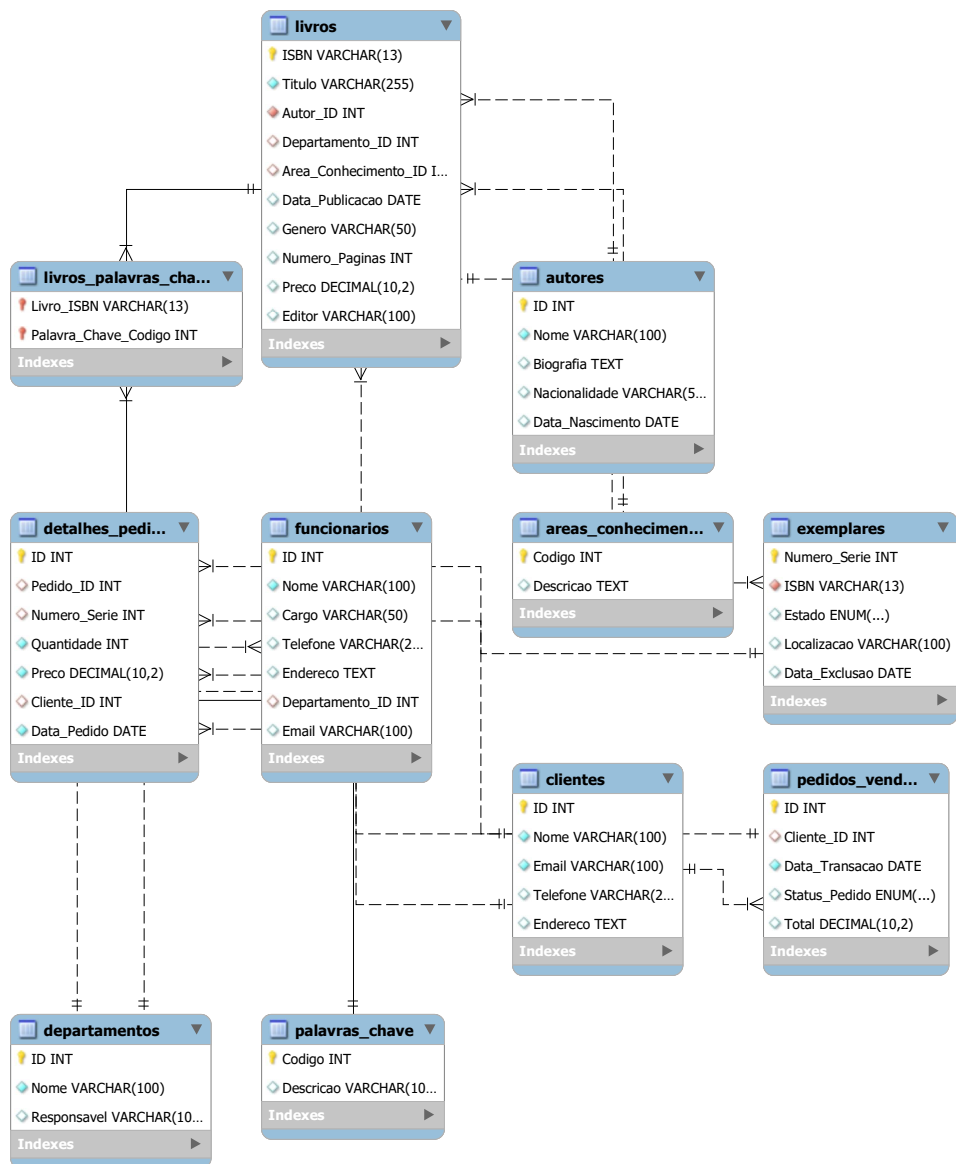 livros
ISBN VARCHAR(13)
Titulo VARCHAR(255)
Autor_ID INT
Departamento_ID INT
Area_Conhecimento_ID I...
Data_Publicacao DATE
Genero VARCHAR(50)
Numero_Paginas INT
Preco DECIMAL(10,2)
Editor VARCHAR(100)
Indexes
livros_palavras_cha...
Livro_ISBN VARCHAR(13)
Palavra_Chave_Codigo INT
Indexes
autores
ID INT
Nome VARCHAR(100)
Biografia TEXT
Nacionalidade VARCHAR(5...
Data_Nascimento DATE
Indexes
detalhes_pedi...
ID INT
Pedido_ID INT
Numero_Serie INT
Quantidade INT
Preco DECIMAL(10,2)
Cliente_ID INT
Data_Pedido DATE
Indexes
funcionarios
ID INT
Nome VARCHAR(100)
Cargo VARCHAR(50)
Telefone VARCHAR(2...
Endereco TEXT
Departamento_ID INT
Email VARCHAR(100)
Indexes
areas_conhecimen...
Codigo INT
Descricao TEXT
Indexes
exemplares
Numero_Serie INT
ISBN VARCHAR(13)
Estado ENUM(...)
Localizacao VARCHAR(100)
Data_Exclusao DATE
Indexes
clientes
ID INT
Nome VARCHAR(100)
Email VARCHAR(100)
Telefone VARCHAR(2...
Endereco TEXT
Indexes
pedidos_vend...
ID INT
Cliente_ID INT
Data_Transacao DATE
Status_Pedido ENUM(...)
Total DECIMAL(10,2)
Indexes
departamentos
ID INT
Nome VARCHAR(100)
Responsavel VARCHAR(10...
Indexes
palavras_chave
Codigo INT
Descricao VARCHAR(10...
Indexes